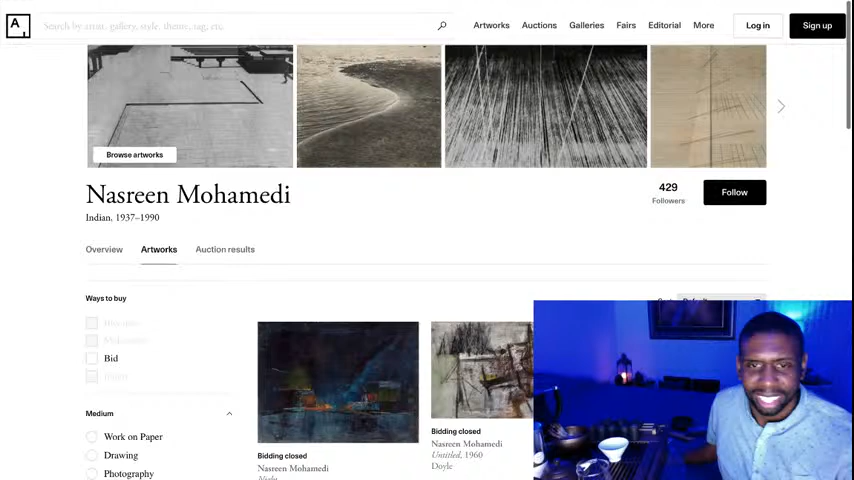 A
Search by artist, gallery, style, theme, tag, etc.
Artworks Auctions Galleries Fairs Editorial More Log in Sign up
Browse artworks
Nasreen Mohamedi
Indian, 1937–1990
429
Followers
Follow
Overview Artworks Auction results
Ways to buy
Bid
Medium
Work on Paper
Drawing
Photography
Bidding closed
Nasreen Mohamedi
Night
Bidding closed
Nasreen Mohamedi
Untitled, 1960
Doyle